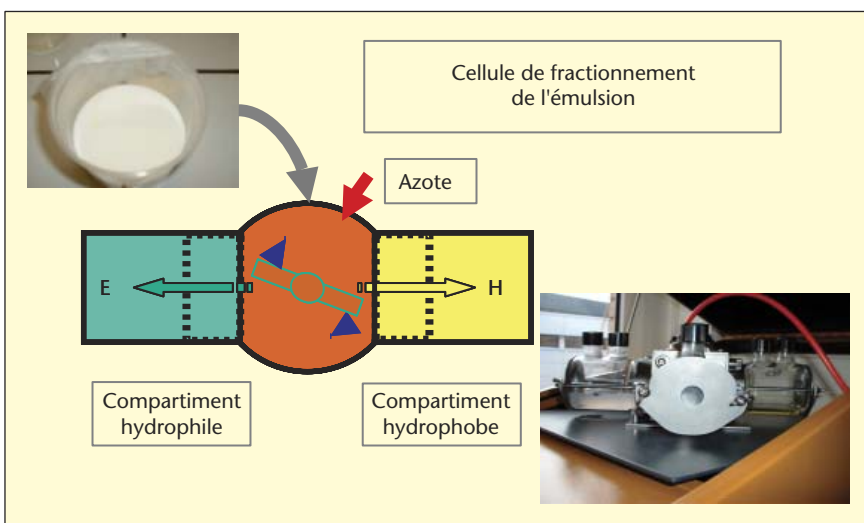 Cellule de fractionnement
de l'émulsion
Azote
E
H
Compartiment
hydrophile
Compartiment
hydrophobe